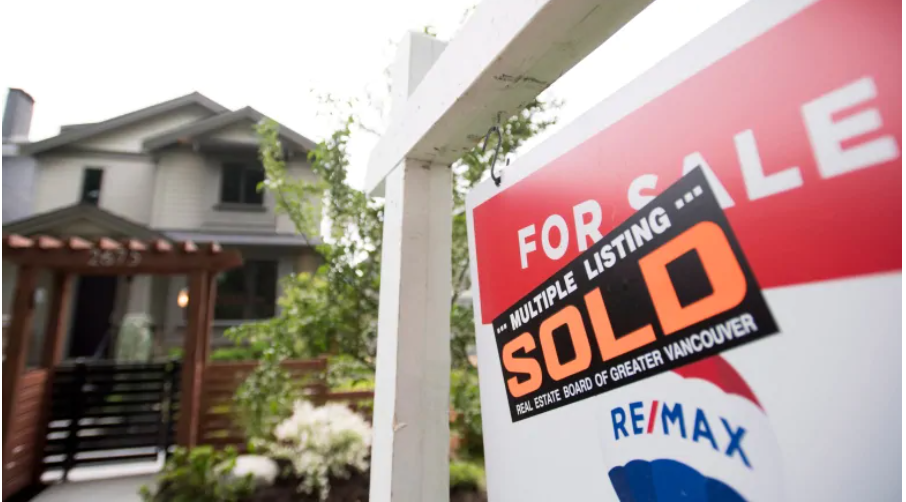 FOR SALE
... MULTIPLE LISTING ...
SOLD
REAL ESTATE BOARD OF GREATER VANCOUVER
RE/MAX